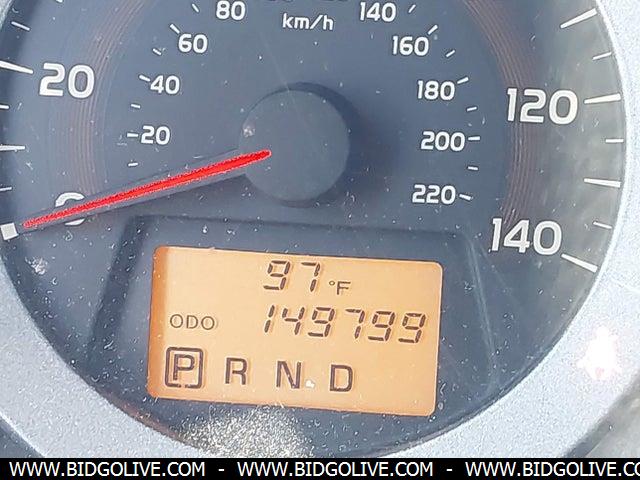 80 140
km/h
60 160
20 40 180 120
20 200
0 220 140
97 °F
ODO 149799
P R N D
WWW.BIDGOLIVE.COM - WWW.BIDGOLIVE.COM - WWW.BIDGOLIVE.COM